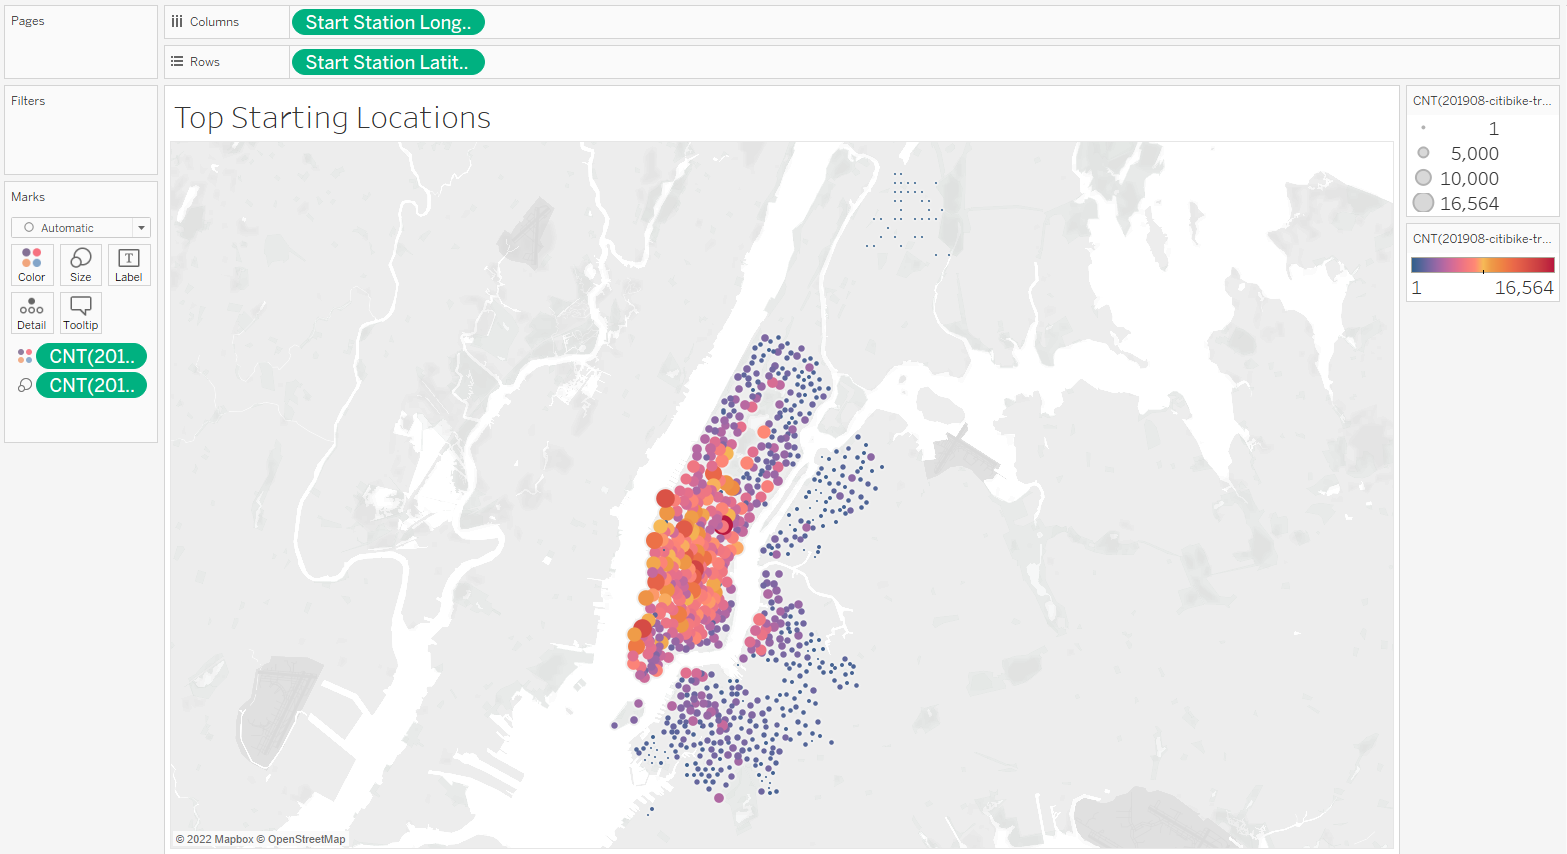 Pages
Columns
Start Station Long..
Rows
Start Station Latit..
Filters
Marks
Automatic
Color
Size
Label
Detail
Tooltip
CNT(201..
CNT(201..
Top Starting Locations
© 2022 Mapbox © OpenStreetMap
CNT(201908-citibike-tr...
1
5,000
10,000
16,564
CNT(201908-citibike-tr...
1 16,564